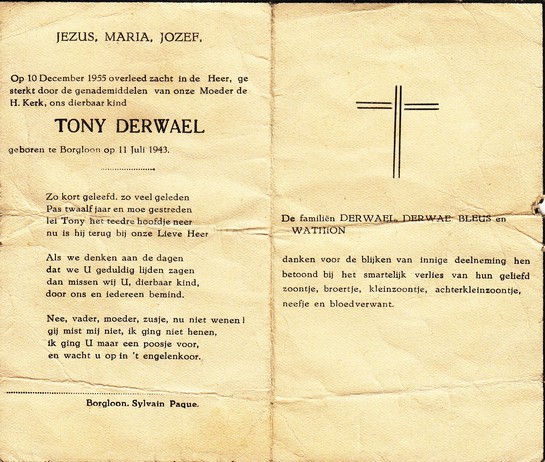 JEZUS, MARIA, JOZEF,
Op 10 December 1955 overleed zacht in de Heer, ge
sterkt door de genademiddelen van onze Moeder de
H. Kerk, ons dierbaar kind
TONY DERWAEL
geboren te Borgloon op 11 Juli 1943.
Zo kort geleefd. zo veel geleden
Pas twaalf jaar en moe gestreden
lei Tony het teedre hoofdje neer
nu is hij terug bij onze Lieve Heer
Als we denken aan de dagen
dat we U geduldig lijden zagen
dan missen wij U, dierbaar kind,
door ons en iedereen bemind.
Nee, vader, moeder, zusje, nu niet wenen!
gij mist mij niet, ik ging niet henen,
ik ging U maar een poosje voor,
en wacht u op in 't engelenkoor.
Borgloon. Sylvain Paque.
De familiën DERWAEL, DERWAE BLEUS en
WATHION
danken voor de blijken van innige deelneming hen
betoond bij het smartelijk verlies van hun geliefd
zoontje, broertje, kleinzoontje, achterkleinzoontje,
neefje en bloedverwant.